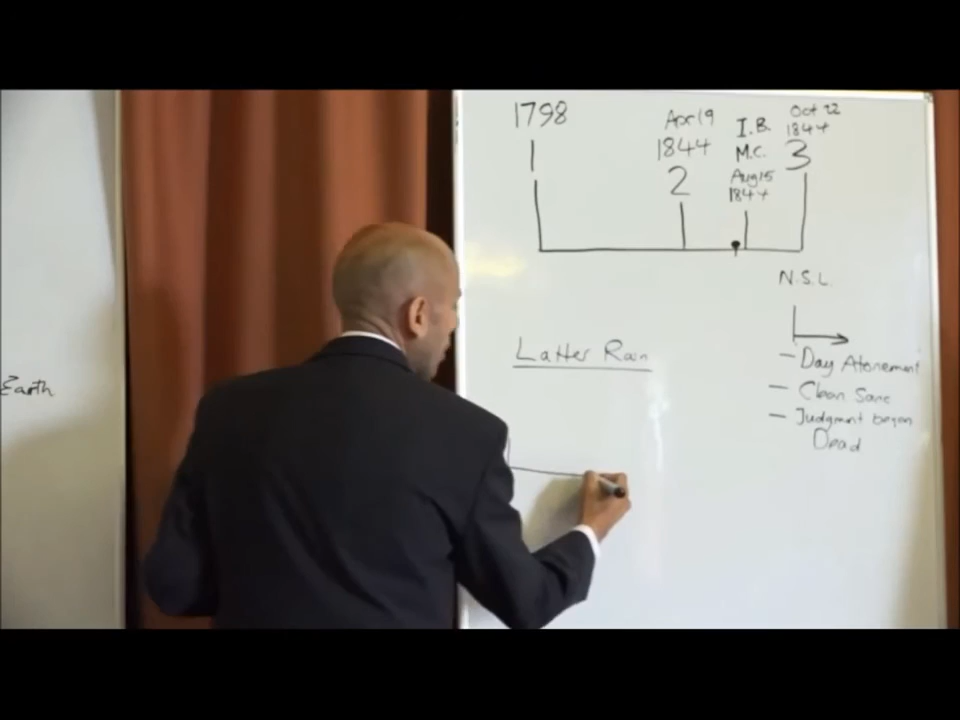 1798
1
Apr 19
1844
2
I.B.
M.C.
Aug 15
1844
Oct 22
1844
3
N.S.L.
Latter Rain
- Day Atonement
- Clean Sanc
- Judgment began
Dead
Earth